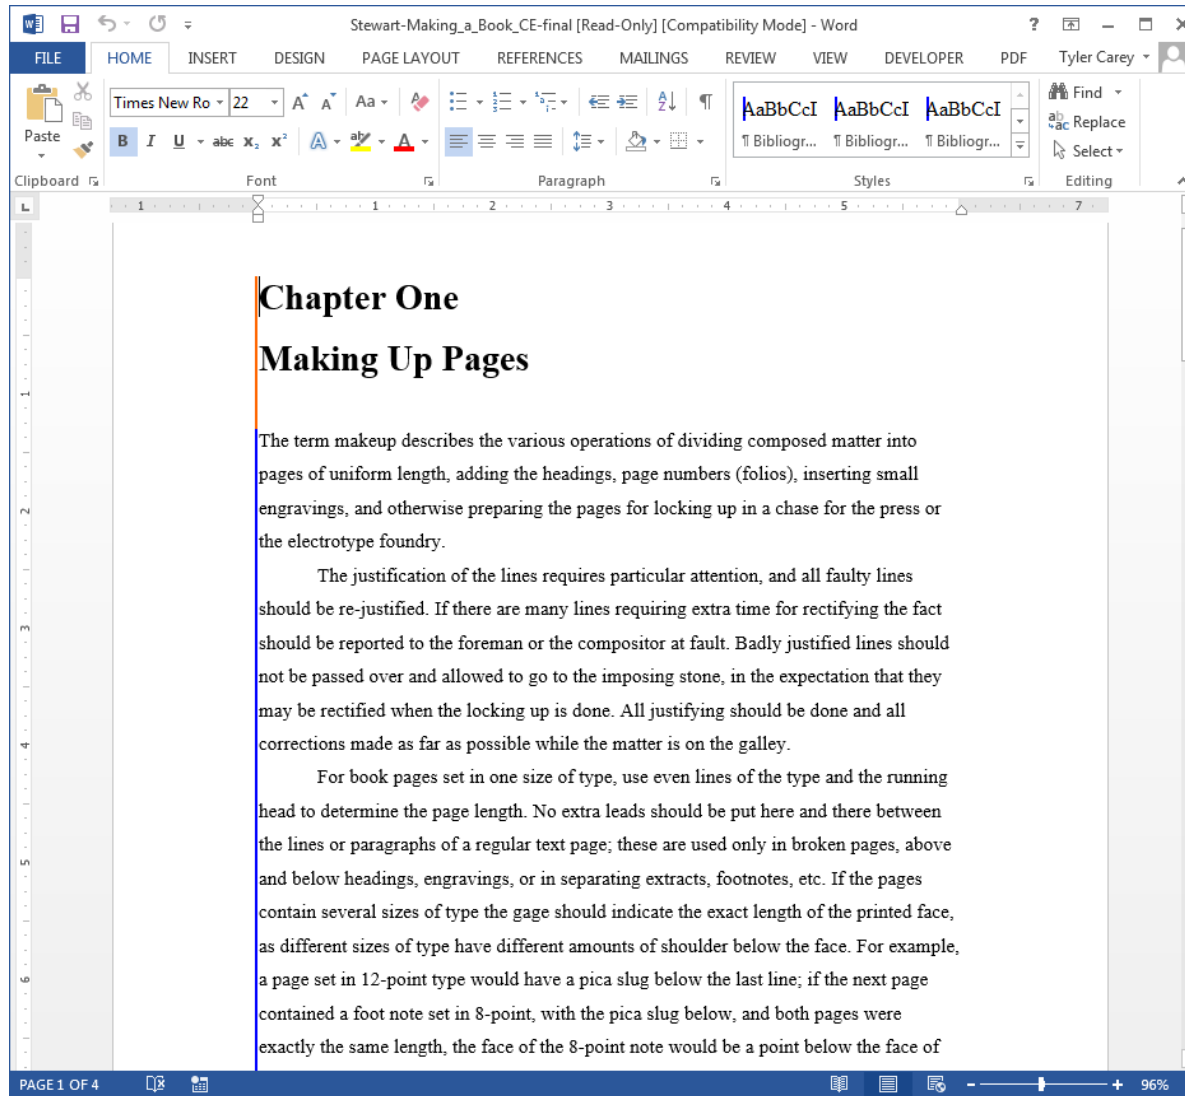 Stewart-Making_a_Book_CE-final [Read-Only] [Compatibility Mode] - Word
FILE HOME INSERT DESIGN PAGE LAYOUT REFERENCES MAILINGS REVIEW VIEW DEVELOPER PDF Tyler Carey
Times New Ro 22 Aa AaBbCcI AaBbCcI AaBbCcI Find
Replace
Paste B I U abc X₂ X² A aby A ¶ Bibliogr... ¶ Bibliogr... ¶ Bibliogr... Select
Clipboard Font Paragraph Styles Editing
1 1 2 3 4 5 7
Chapter One
Making Up Pages
The term makeup describes the various operations of dividing composed matter into
pages of uniform length, adding the headings, page numbers (folios), inserting small
engravings, and otherwise preparing the pages for locking up in a chase for the press or
the electrotype foundry.
The justification of the lines requires particular attention, and all faulty lines
should be re-justified. If there are many lines requiring extra time for rectifying the fact
should be reported to the foreman or the compositor at fault. Badly justified lines should
not be passed over and allowed to go to the imposing stone, in the expectation that they
may be rectified when the locking up is done. All justifying should be done and all
corrections made as far as possible while the matter is on the galley.
For book pages set in one size of type, use even lines of the type and the running
head to determine the page length. No extra leads should be put here and there between
the lines or paragraphs of a regular text page; these are used only in broken pages, above
and below headings, engravings, or in separating extracts, footnotes, etc. If the pages
contain several sizes of type the gage should indicate the exact length of the printed face,
as different sizes of type have different amounts of shoulder below the face. For example,
a page set in 12-point type would have a pica slug below the last line; if the next page
contained a foot note set in 8-point, with the pica slug below, and both pages were
exactly the same length, the face of the 8-point note would be a point below the face of
PAGE 1 OF 4 96%